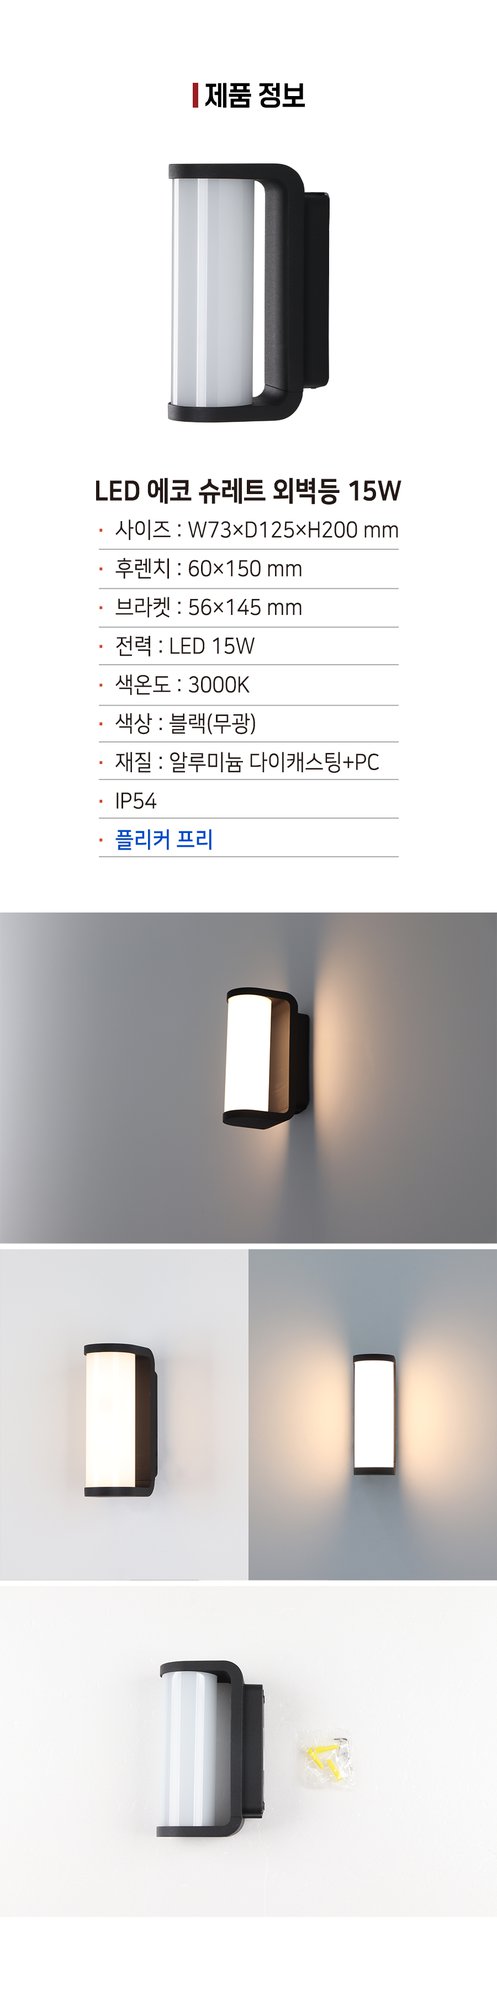 제품 정보
LED 에코 슈레트 외벽등 15W
· 사이즈 : W73×D125×H200 mm
· 후렌치 : 60×150 mm
· 브라켓 : 56×145 mm
· 전력 : LED 15W
· 색온도 : 3000K
· 색상 : 블랙(무광)
· 재질 : 알루미늄 다이캐스팅+PC
· IP54
· 플리커 프리